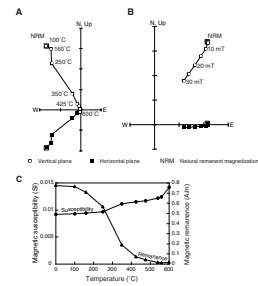 A
B
N, Up
N, Up
NRM
100˚C
160˚C
250˚C
350˚C
425˚C
600˚C
W
E
NRM
10 mT
20 mT
30 mT
W
E
Vertical plane
Horizontal plane
NRM Natural remanent magnetization
C
Magnetic susceptibility (SI)
0.015
0.01
0.005
0
Susceptibility
Remanence
0.8
0.7
0.6
0.5
0.4
0.3
0.2
0.1
0
Magnetic remanence (A/m)
0 100 200 300 400 500 600
Temperature (˚C)